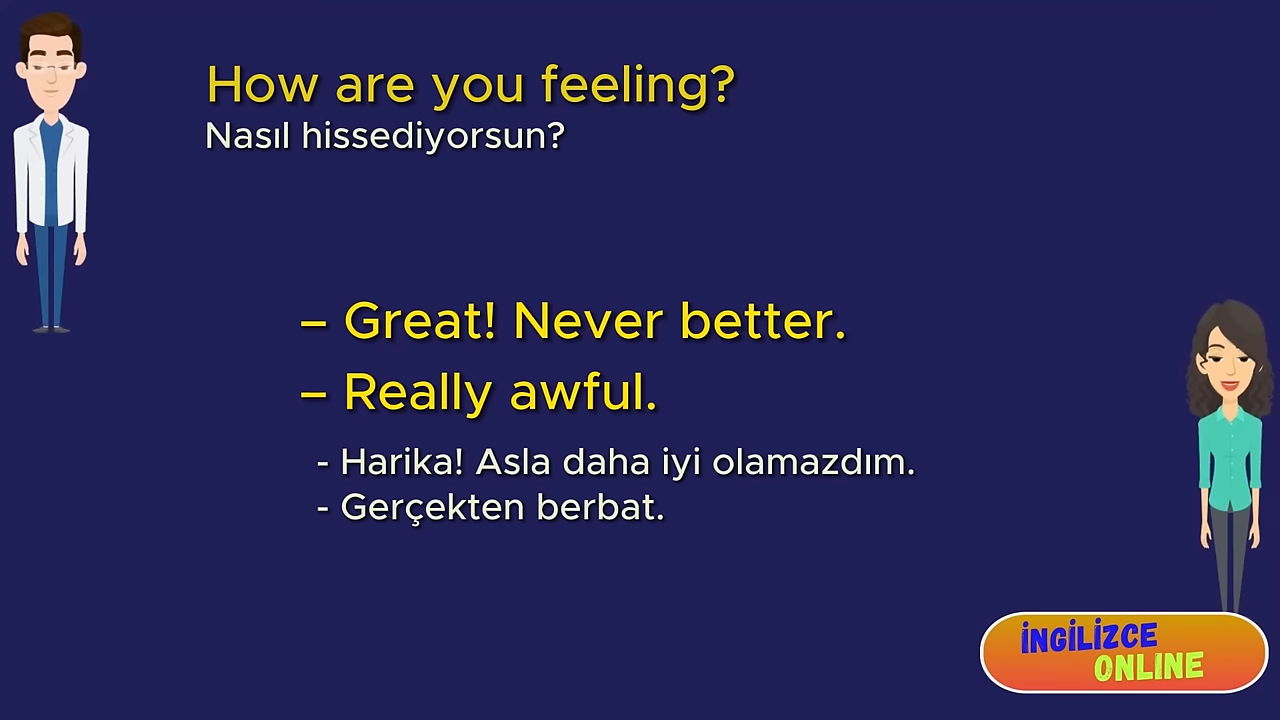 How are you feeling?
Nasıl hissediyorsun?
– Great! Never better.
– Really awful.
- Harika! Asla daha iyi olamazdım.
- Gerçekten berbat.
İNGİLİZCE
ONLINE